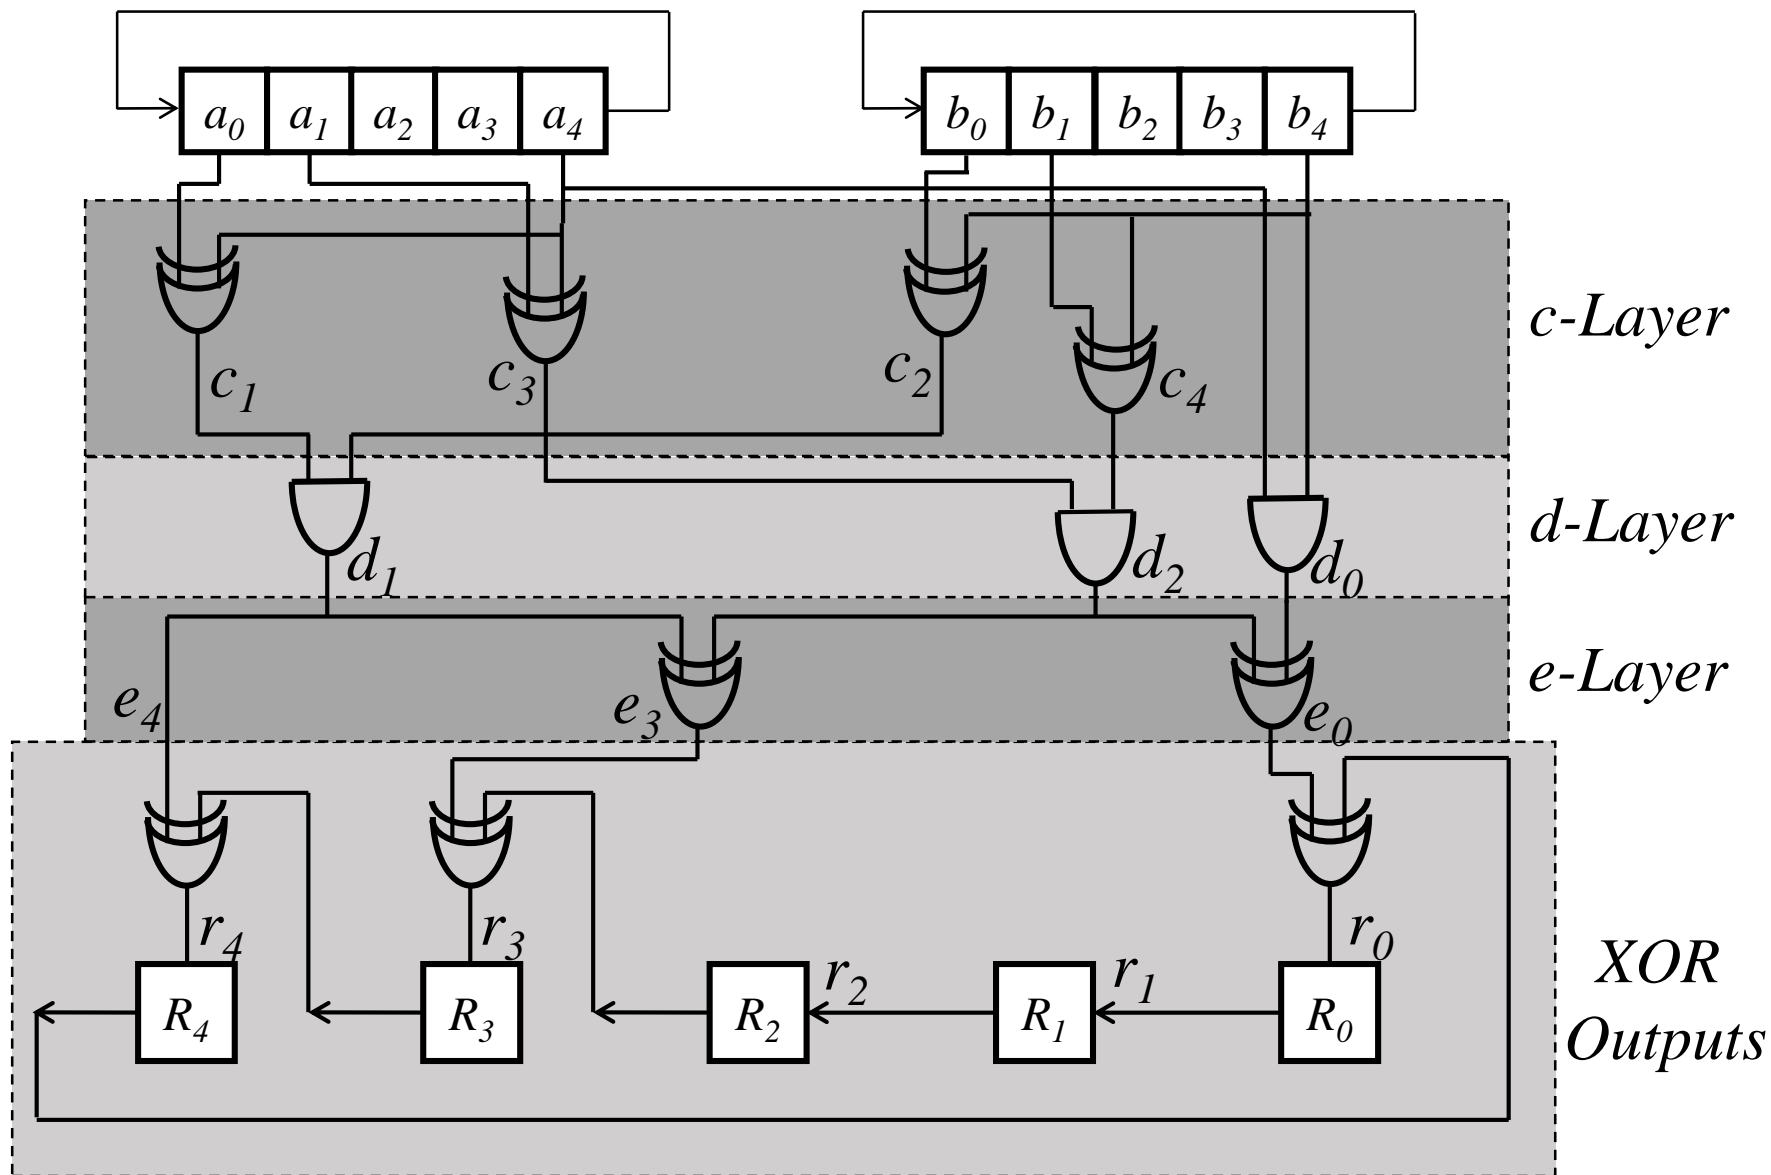 a₀ a₁ a₂ a₃ a₄ b₀ b₁ b₂ b₃ b₄
c-Layer
c₁ c₃ c₂ c₄
d-Layer
d₁ d₂ d₀
e-Layer
e₄ e₃ e₀
r₄ r₃ r₂ r₁ r₀
XOR
Outputs
R₄ R₃ R₂ R₁ R₀